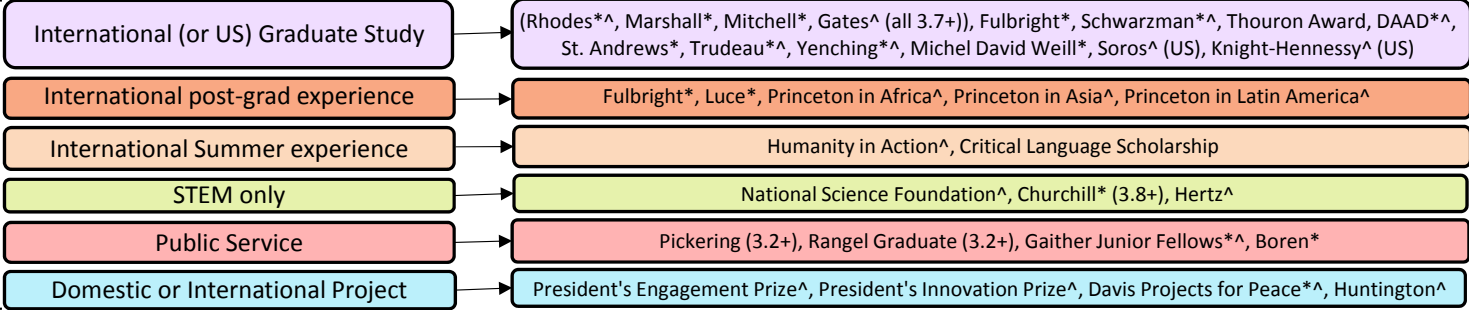 International (or US) Graduate Study
(Rhodes*^, Marshall*, Mitchell*, Gates^ (all 3.7+)), Fulbright*, Schwarzman*^, Thouron Award, DAAD*^,
St. Andrews*, Trudeau*^, Yenching*^, Michel David Weill*, Soros^ (US), Knight-Hennessy^ (US)
International post-grad experience
Fulbright*, Luce*, Princeton in Africa^, Princeton in Asia^, Princeton in Latin America^
International Summer experience
Humanity in Action^, Critical Language Scholarship
STEM only
National Science Foundation^, Churchill* (3.8+), Hertz^
Public Service
Pickering (3.2+), Rangel Graduate (3.2+), Gaither Junior Fellows*^, Boren*
Domestic or International Project
President's Engagement Prize^, President's Innovation Prize^, Davis Projects for Peace*^, Huntington^